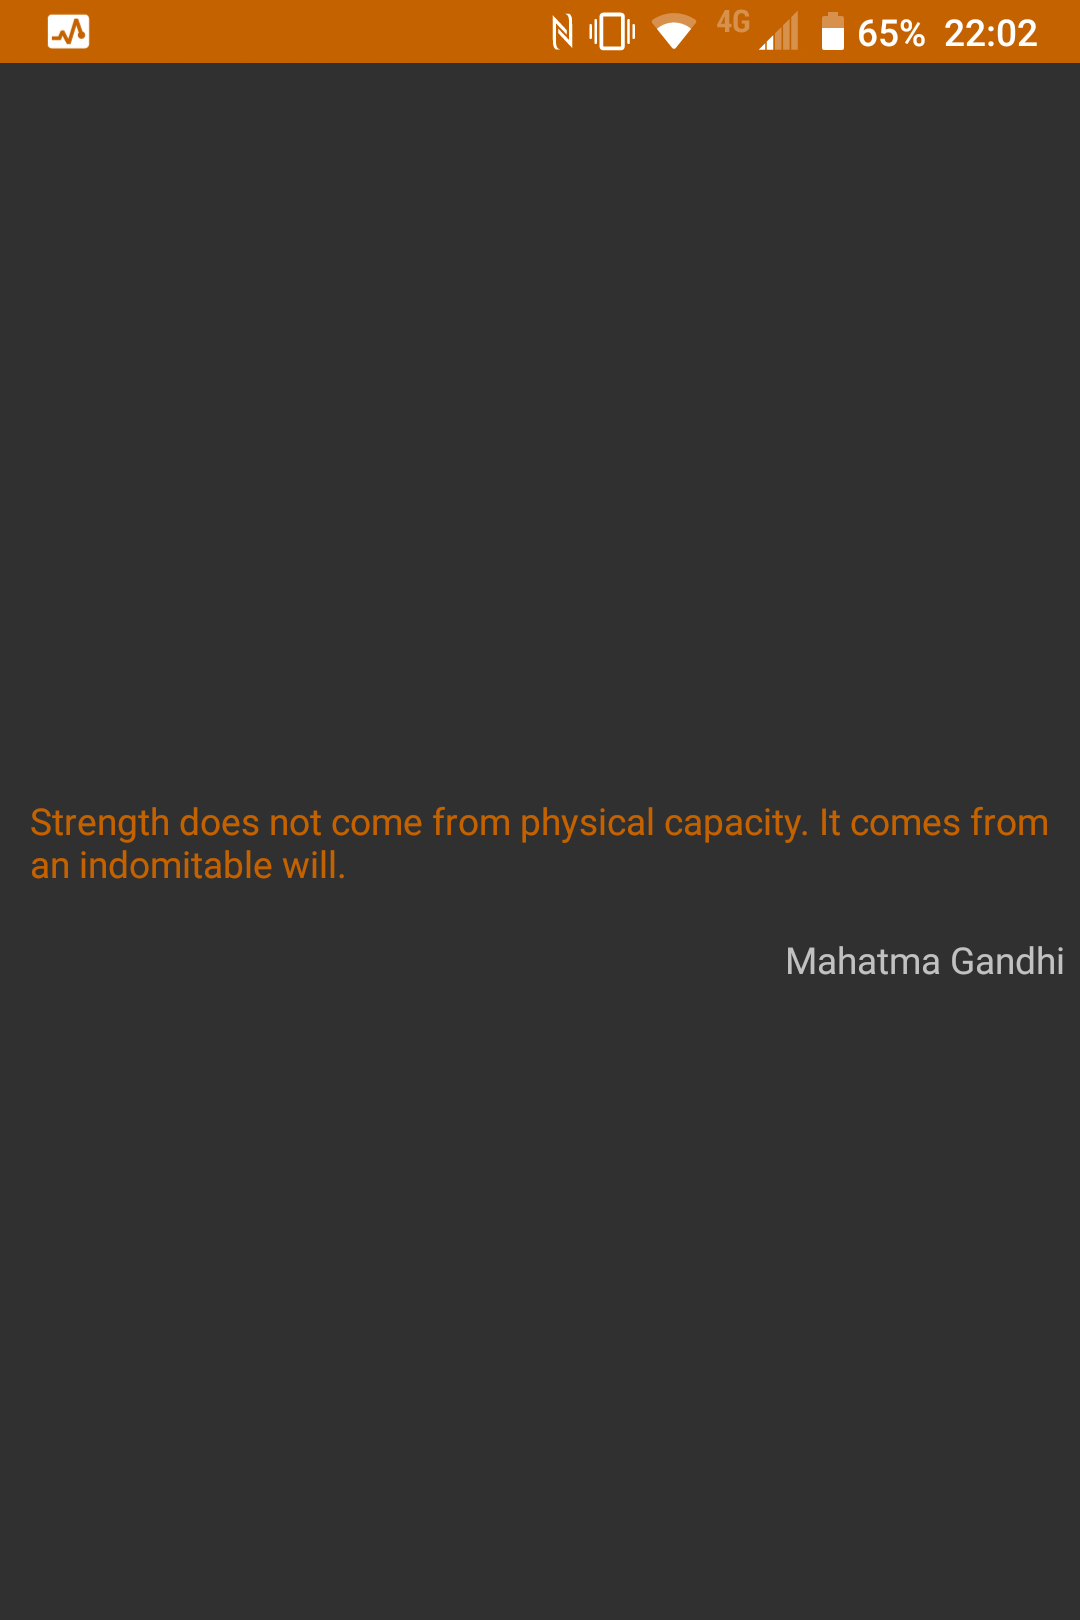 4G 65% 22:02
Strength does not come from physical capacity. It comes from
an indomitable will.
Mahatma Gandhi